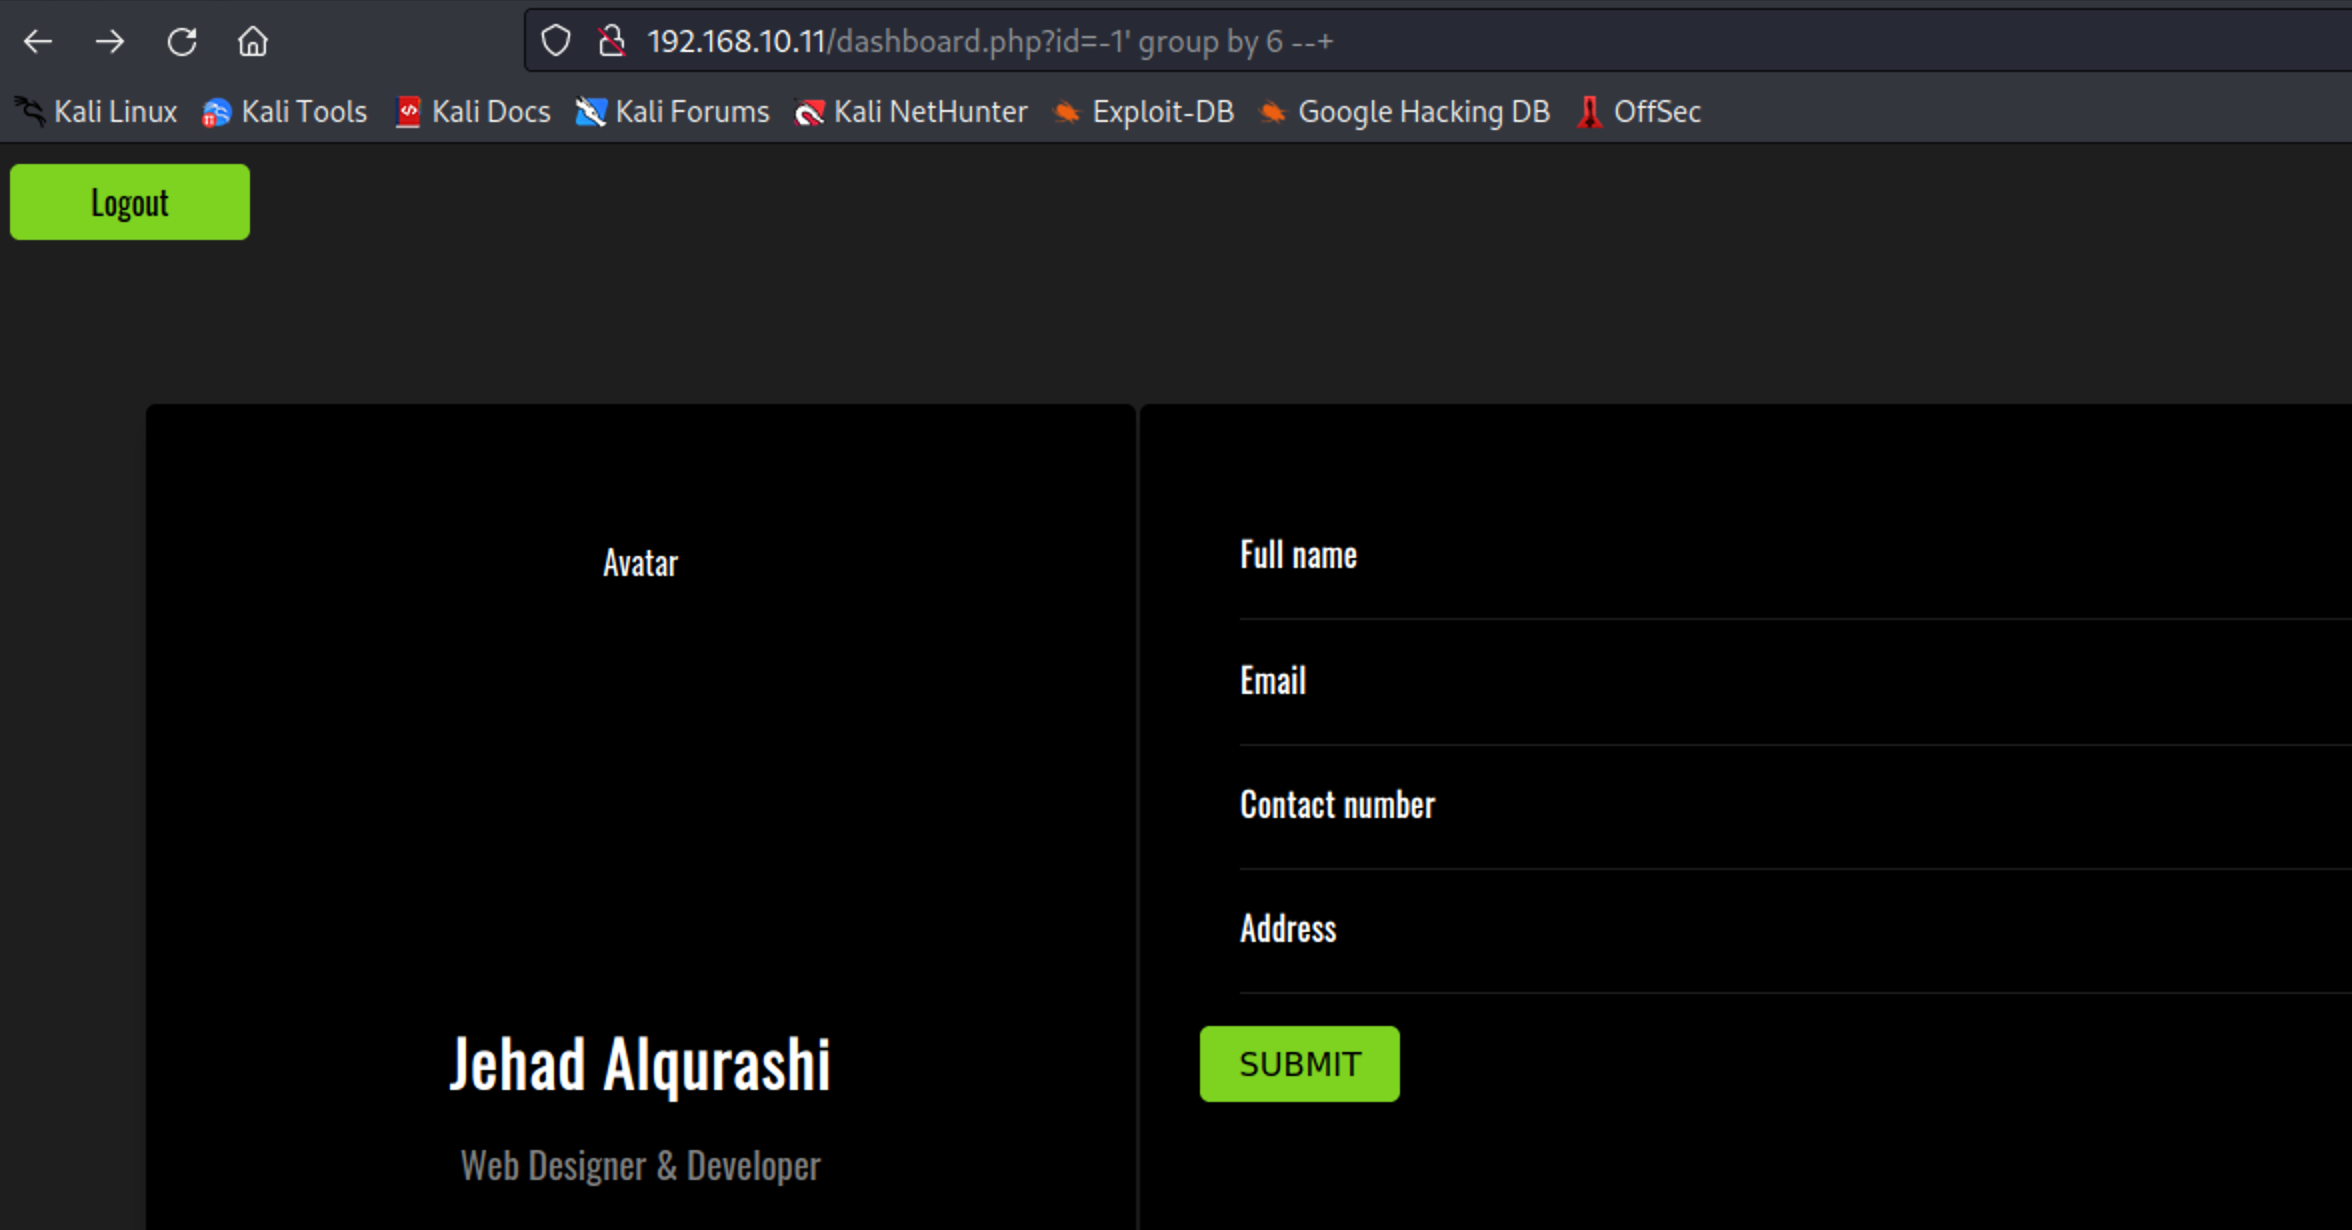 192.168.10.11/dashboard.php?id=-1' group by 6 --+
Kali Linux Kali Tools Kali Docs Kali Forums Kali NetHunter Exploit-DB Google Hacking DB OffSec
Logout
Avatar
Jehad Alqurashi
Web Designer & Developer
Full name
Email
Contact number
Address
SUBMIT